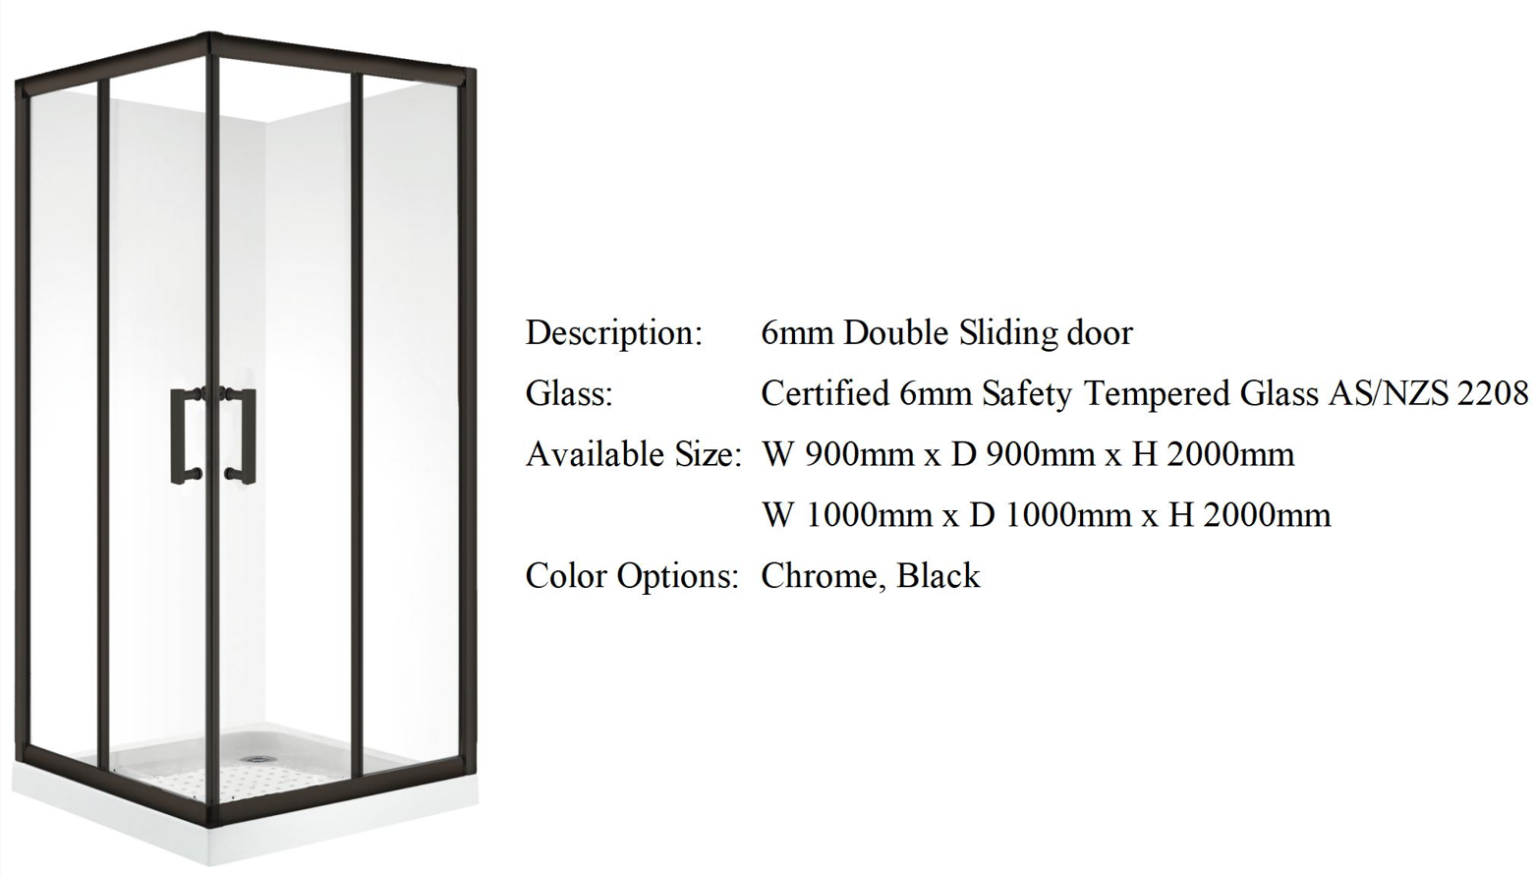 Description: 6mm Double Sliding door
Glass: Certified 6mm Safety Tempered Glass AS/NZS 2208
Available Size: W 900mm x D 900mm x H 2000mm
W 1000mm x D 1000mm x H 2000mm
Color Options: Chrome, Black